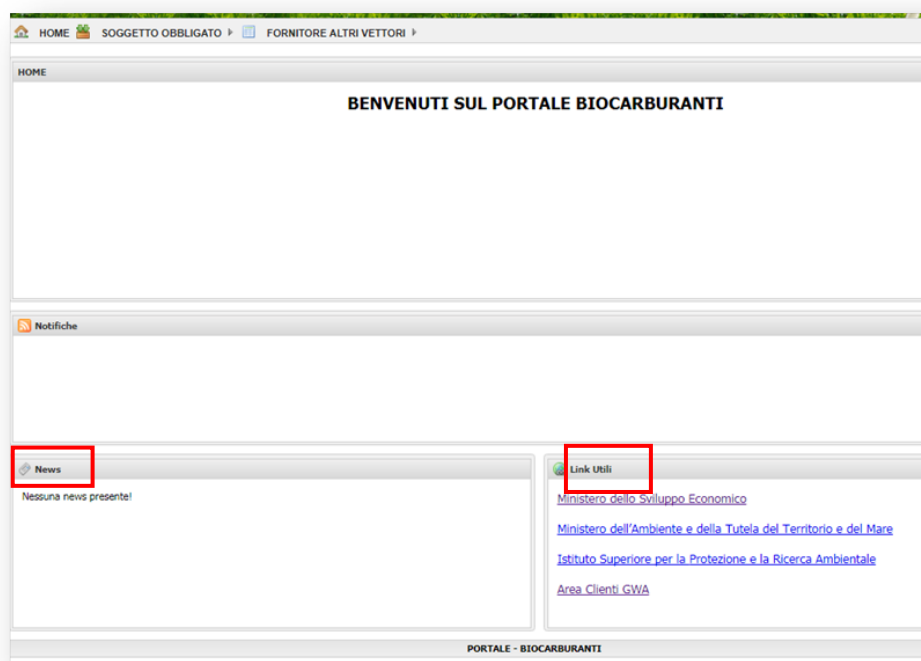 HOME SOGGETTO OBBLIGATO FORNITORE ALTRI VETTORI
HOME
BENVENUTI SUL PORTALE BIOCARBURANTI
Notifiche
News
Nessuna news presente!
Link Utili
Ministero dello Sviluppo Economico
Ministero dell'Ambiente e della Tutela del Territorio e del Mare
Istituto Superiore per la Protezione e la Ricerca Ambientale
Area Clienti GWA
PORTALE - BIOCARBURANTI